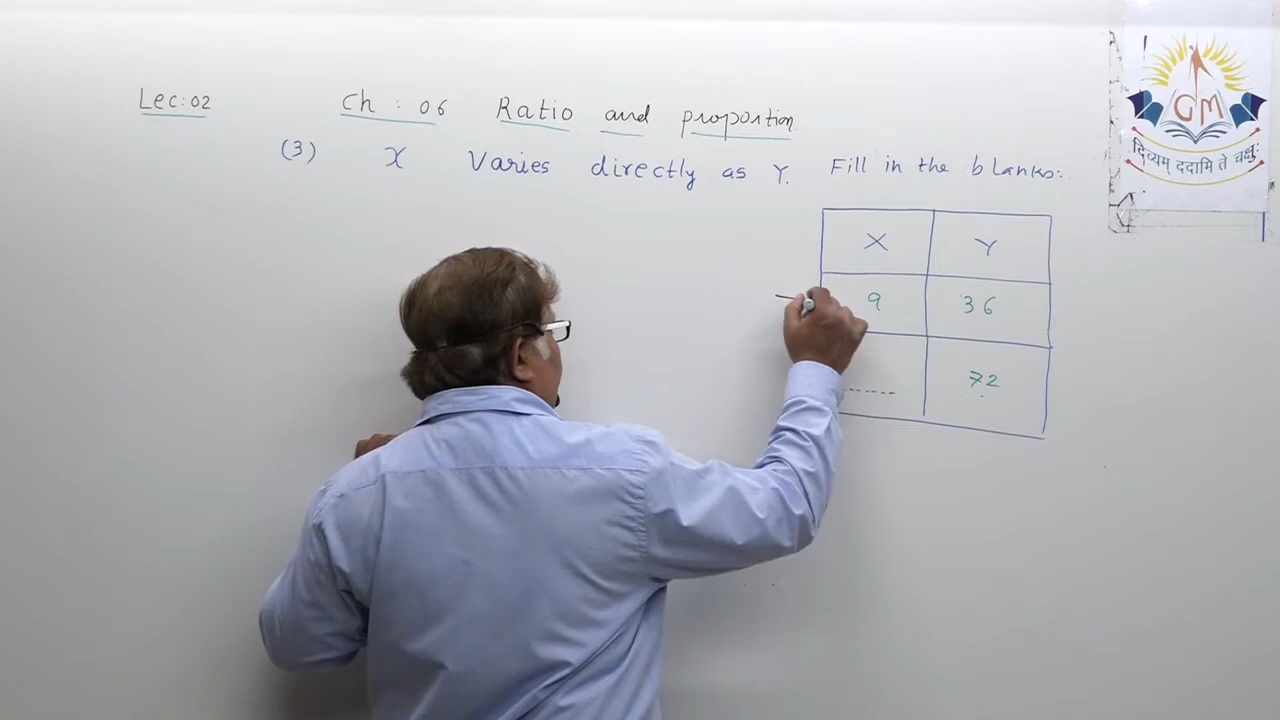 Lec:02 Ch : 06 Ratio and proportion
(3) X Varies directly as Y. Fill in the blanks:.
X Y
9 36
...... 72
GM
दिव्यम् ददामि ते चक्षुः